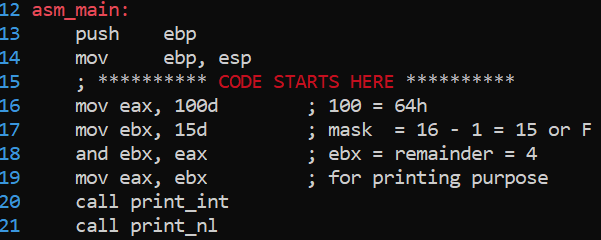 12 asm_main:
13     push    ebp
14     mov     ebp, esp
15     ; ********** CODE STARTS HERE **********
16     mov eax, 100d        ; 100 = 64h
17     mov ebx, 15d         ; mask  = 16 - 1 = 15 or F
18     and ebx, eax         ; ebx = remainder = 4
19     mov eax, ebx         ; for printing purpose
20     call print_int
21     call print_nl